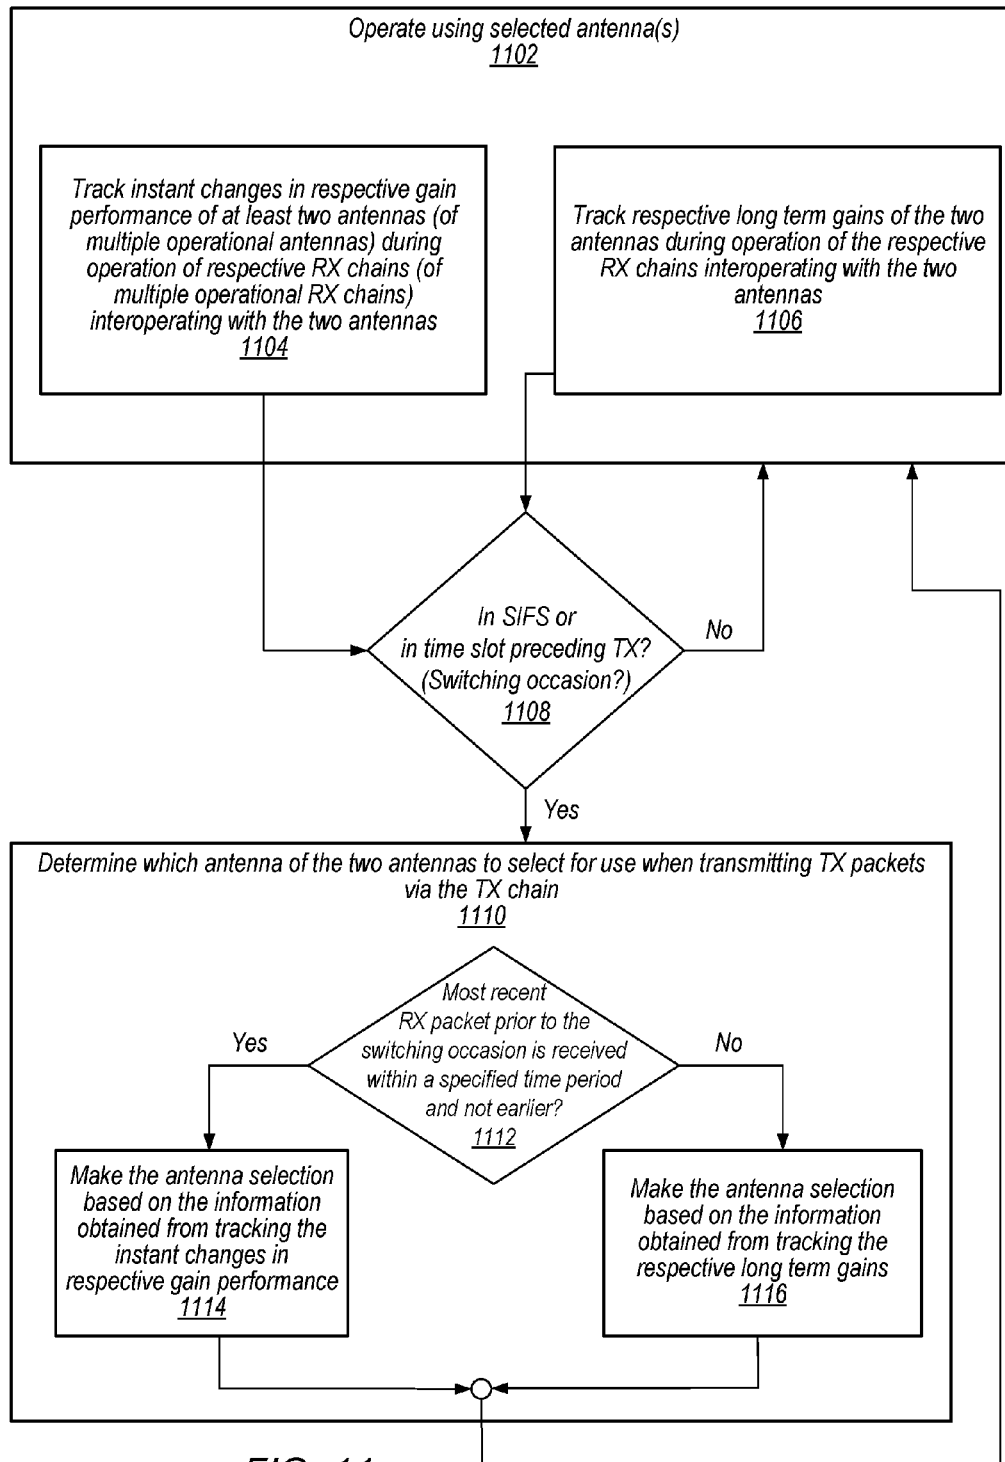 Operate using selected antenna(s)
1102
Track instant changes in respective gain
performance of at least two antennas (of
multiple operational antennas) during
operation of respective RX chains (of
multiple operational RX chains)
interoperating with the two antennas
1104
Track respective long term gains of the two
antennas during operation of the respective
RX chains interoperating with the two
antennas
1106
In SIFS or
in time slot preceding TX?
(Switching occasion?)
1108
No
Yes
Determine which antenna of the two antennas to select for use when transmitting TX packets
via the TX chain
1110
Most recent
RX packet prior to the
switching occasion is received
within a specified time period
and not earlier?
1112
Yes
No
Make the antenna selection
based on the information
obtained from tracking the
instant changes in
respective gain performance
1114
Make the antenna selection
based on the information
obtained from tracking the
respective long term gains
1116
FIG. 11